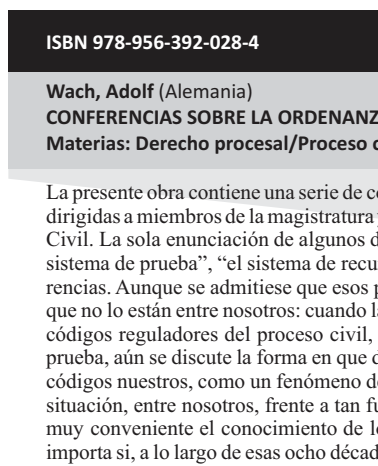 ISBN 978-956-392-028-4
Wach, Adolf (Alemania)
CONFERENCIAS SOBRE LA ORDENANZ
Materias: Derecho procesal/Proceso c
La presente obra contiene una serie de co
dirigidas a miembros de la magistratura
Civil. La sola enunciación de algunos d
sistema de prueba”, “el sistema de recu
rencias. Aunque se admitiese que esos p
que no lo están entre nosotros: cuando la
códigos reguladores del proceso civil,
prueba, aún se discute la forma en que d
códigos nuestros, como un fenómeno de
situación, entre nosotros, frente a tan fu
muy conveniente el conocimiento de lo
importa si, a lo largo de esas ocho décad